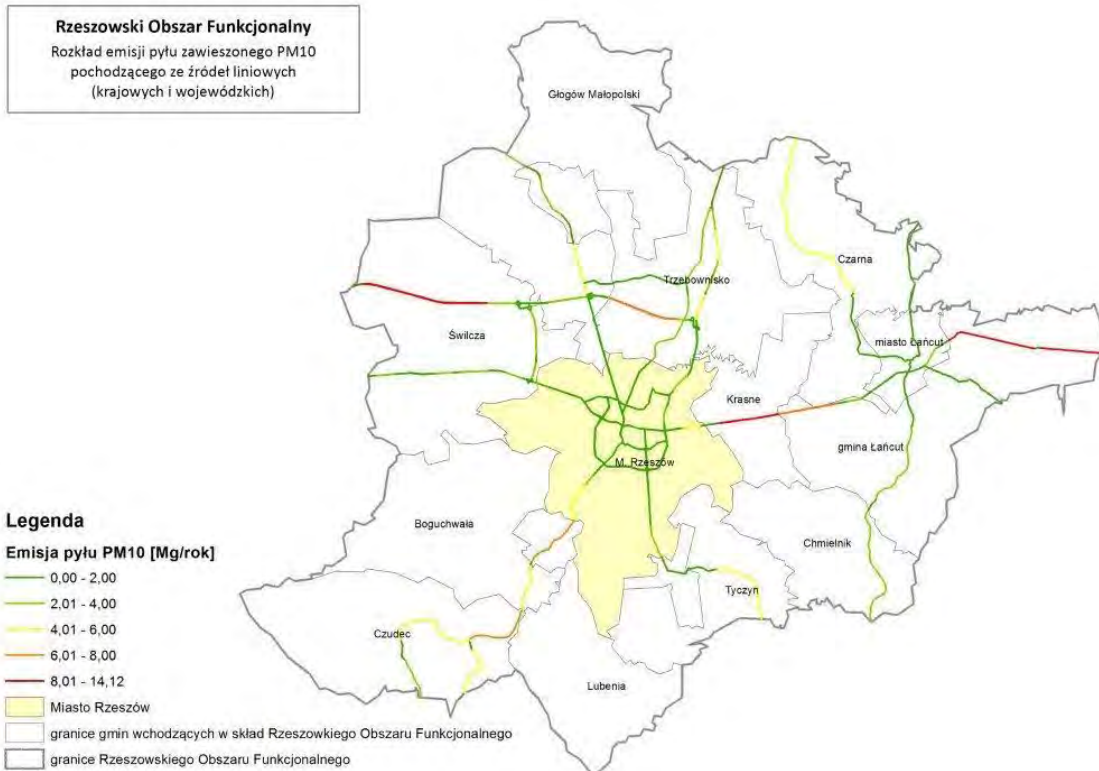 Rzeszowski Obszar Funkcjonalny
Rozkład emisji pyłu zawieszonego PM10
pochodzącego ze źródeł liniowych
(krajowych i wojewódzkich)
Głogów Małopolski
Trzebownisko
Czarna
Świlcza
miasto Łańcut
Krasne
gmina Łańcut
M. Rzeszów
Boguchwała
Chmielnik
Tyczyn
Czudec
Lubenia
Legenda
Emisja pyłu PM10 [Mg/rok]
0,00 - 2,00
2,01 - 4,00
4,01 - 6,00
6,01 - 8,00
8,01 - 14,12
Miasto Rzeszów
granice gmin wchodzących w skład Rzeszowkiego Obszaru Funkcjonalnego
granice Rzeszowskiego Obszaru Funkcjonalnego